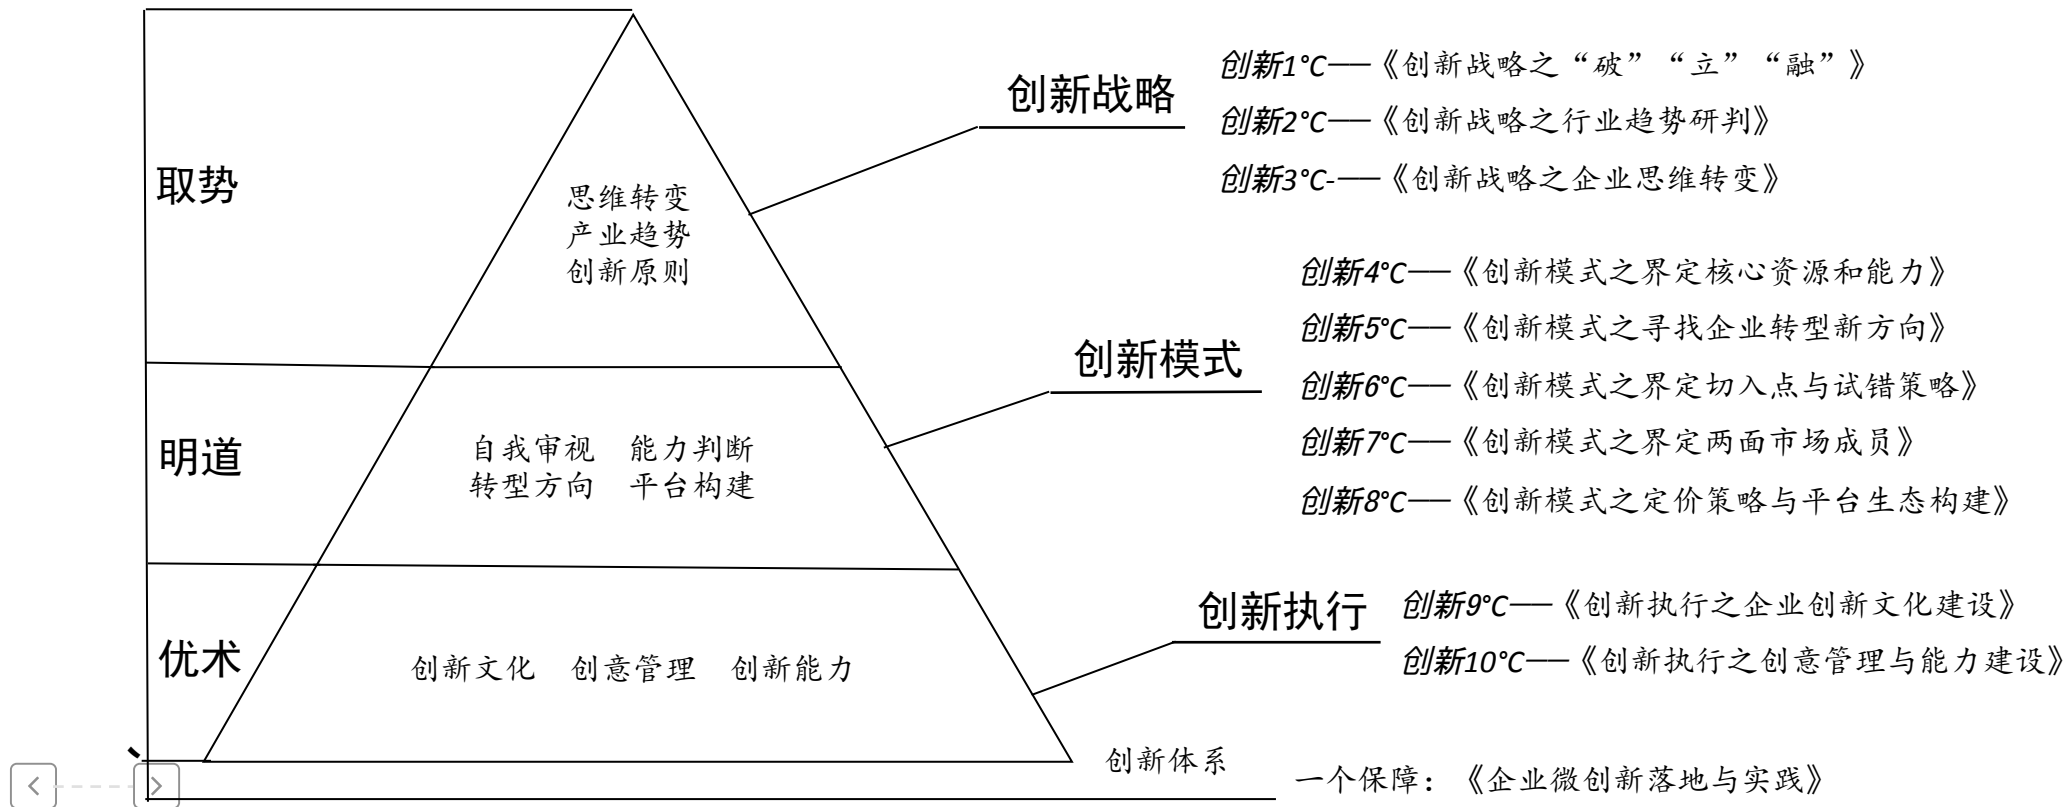 取势
思维转变
产业趋势
创新原则
创新战略
创新1°C——《创新战略之“破”“立”“融”》
创新2°C——《创新战略之行业趋势研判》
创新3°C-——《创新战略之企业思维转变》
明道
自我审视 能力判断
转型方向 平台构建
创新模式
创新4°C——《创新模式之界定核心资源和能力》
创新5°C——《创新模式之寻找企业转型新方向》
创新6°C——《创新模式之界定切入点与试错策略》
创新7°C——《创新模式之界定两面市场成员》
创新8°C——《创新模式之定价策略与平台生态构建》
优术
创新文化 创意管理 创新能力
创新执行
创新9°C——《创新执行之企业创新文化建设》
创新10°C——《创新执行之创意管理与能力建设》
创新体系
一个保障：《企业微创新落地与实践》